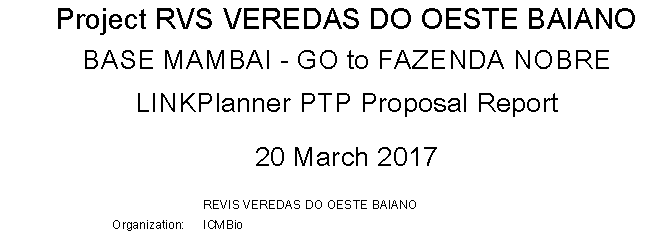 Project RVS VEREDAS DO OESTE BAIANO
BASE MAMBAI - GO to FAZENDA NOBRE
LINKPlanner PTP Proposal Report
20 March 2017
REVIS VEREDAS DO OESTE BAIANO
Organization: ICMBio